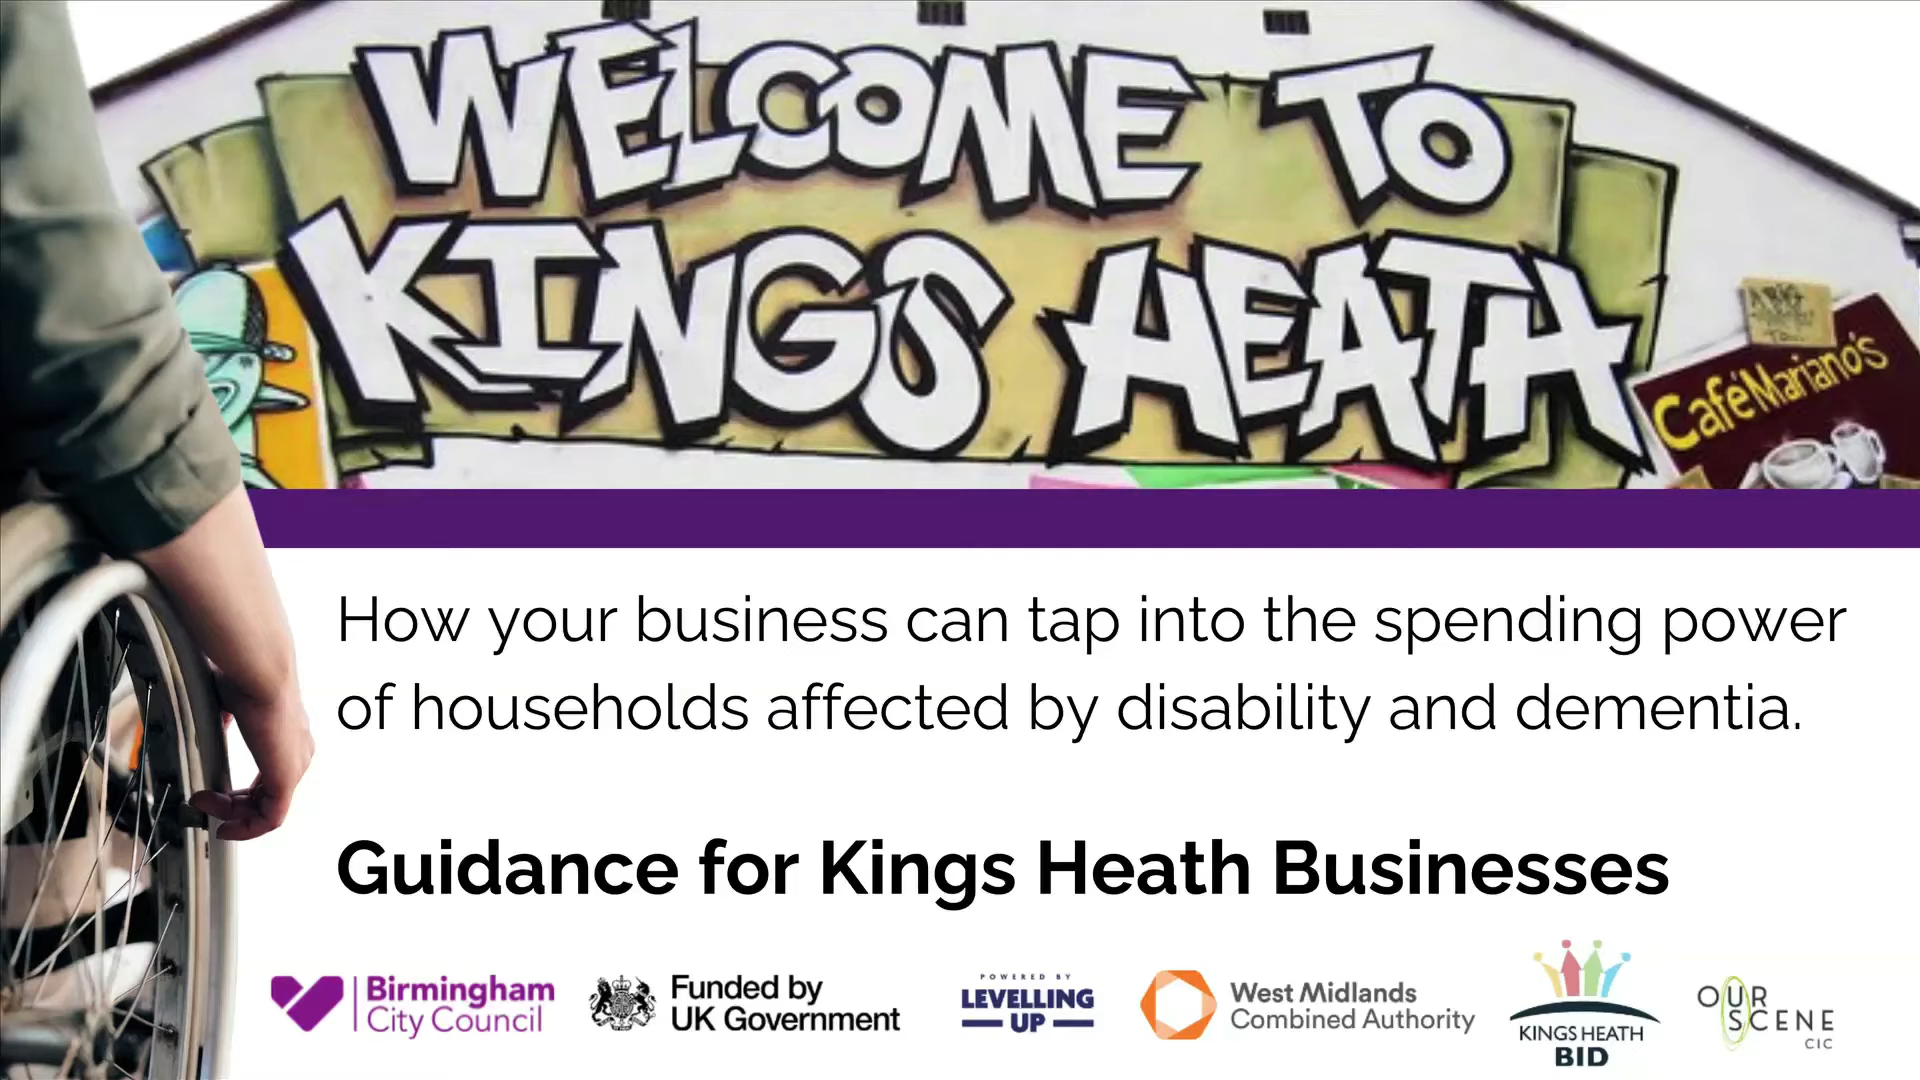 WELCOME TO
KINGS HEATH
A BIG
Café Mariano's
How your business can tap into the spending power
of households affected by disability and dementia.
Guidance for Kings Heath Businesses
Birmingham
City Council
Funded by
UK Government
POWERED BY
LEVELLING
UP
West Midlands
Combined Authority
KINGS HEATH
BID
OUR
SCENE
CIC